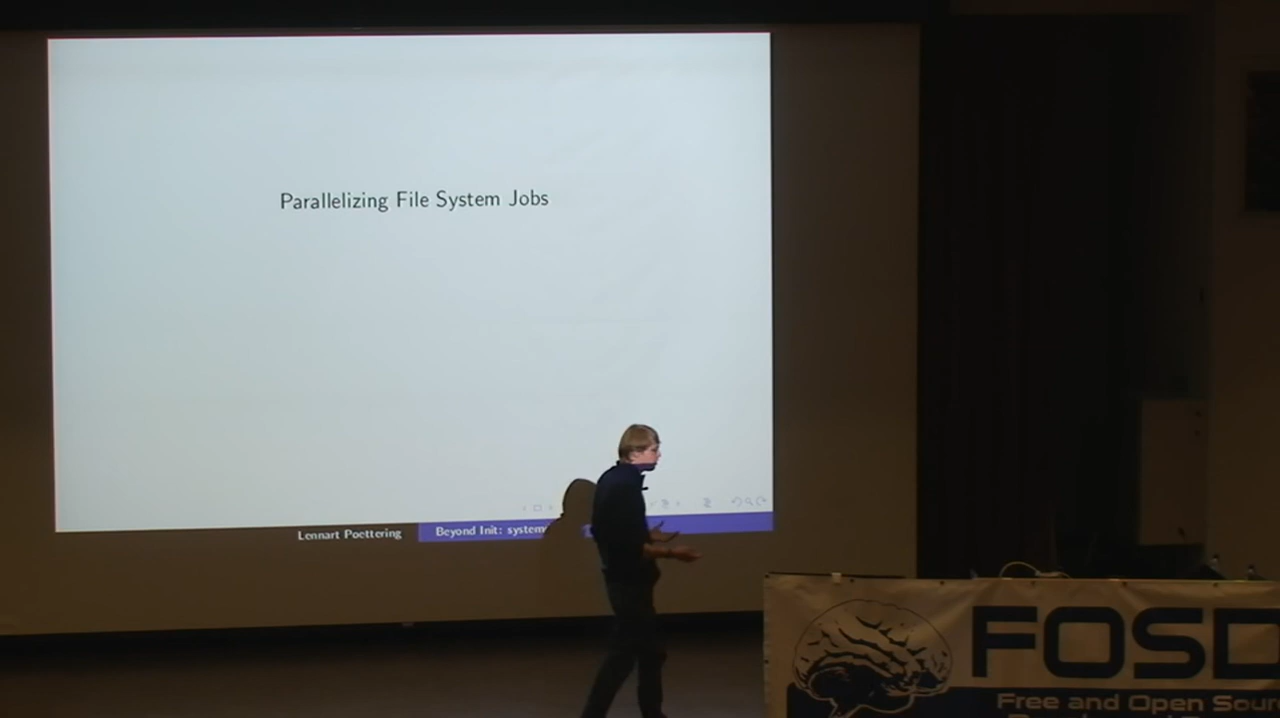 Parallelizing File System Jobs
Lennart Poettering
Beyond Init: system
FOSD
Free and Open Sour